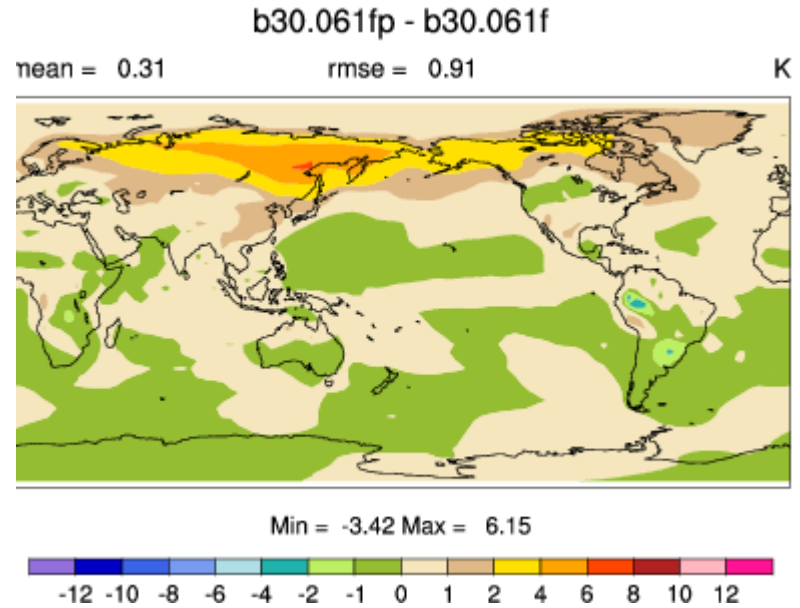 b30.061fp - b30.061f
mean = 0.31 rmse = 0.91 K
Min = -3.42 Max = 6.15
-12 -10 -8 -6 -4 -2 -1 0 1 2 4 6 8 10 12